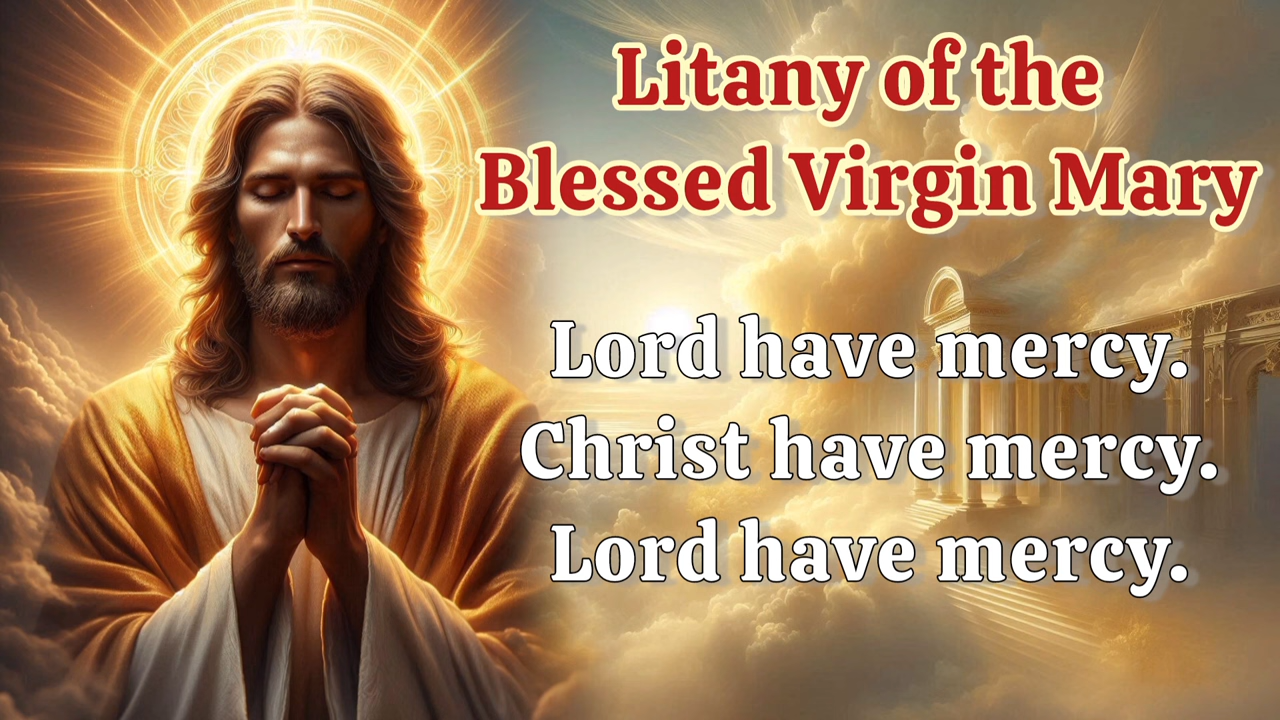 Litany of the
Blessed Virgin Mary
Lord have mercy.
Christ have mercy.
Lord have mercy.